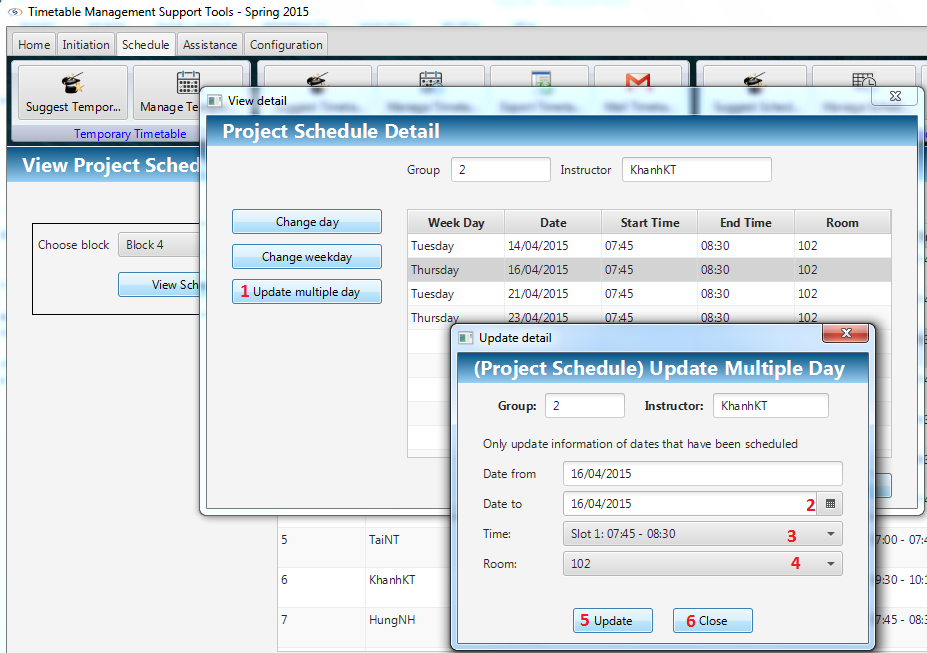 Timetable Management Support Tools - Spring 2015
Home Initiation Schedule Assistance Configuration
Suggest Tempor... Manage Te
Temporary Timetable
View detail
View Project Sched
Project Schedule Detail
Group 2 Instructor KhanhKT
Choose block Block 4
View Sch
Change day
Change weekday
1 Update multiple day
Week Day Date Start Time End Time Room
Tuesday 14/04/2015 07:45 08:30 102
Thursday 16/04/2015 07:45 08:30 102
Tuesday 21/04/2015 07:45 08:30 102
Thursday 23/04/2015 07:45 08:30 102
Update detail
(Project Schedule) Update Multiple Day
Group: 2 Instructor: KhanhKT
Only update information of dates that have been scheduled
Date from 16/04/2015
Date to 16/04/2015 2
Time: Slot 1: 07:45 - 08:30 3
Room: 102 4
5 Update 6 Close
5 TaiNT 7:00 - 07:4
6 KhanhKT 9:30 - 10:1
7 HungNH 7:45 - 08:3